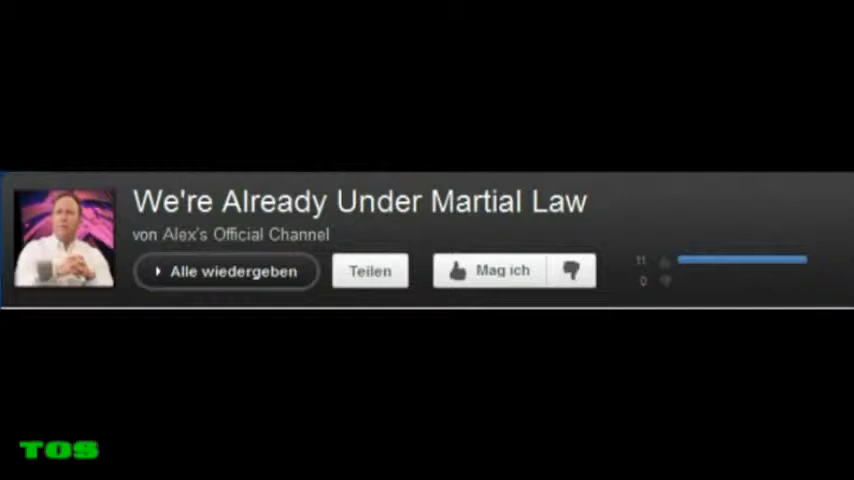 We're Already Under Martial Law
von Alex's Official Channel
Alle wiedergeben Teilen Mag ich
11
0
TOS